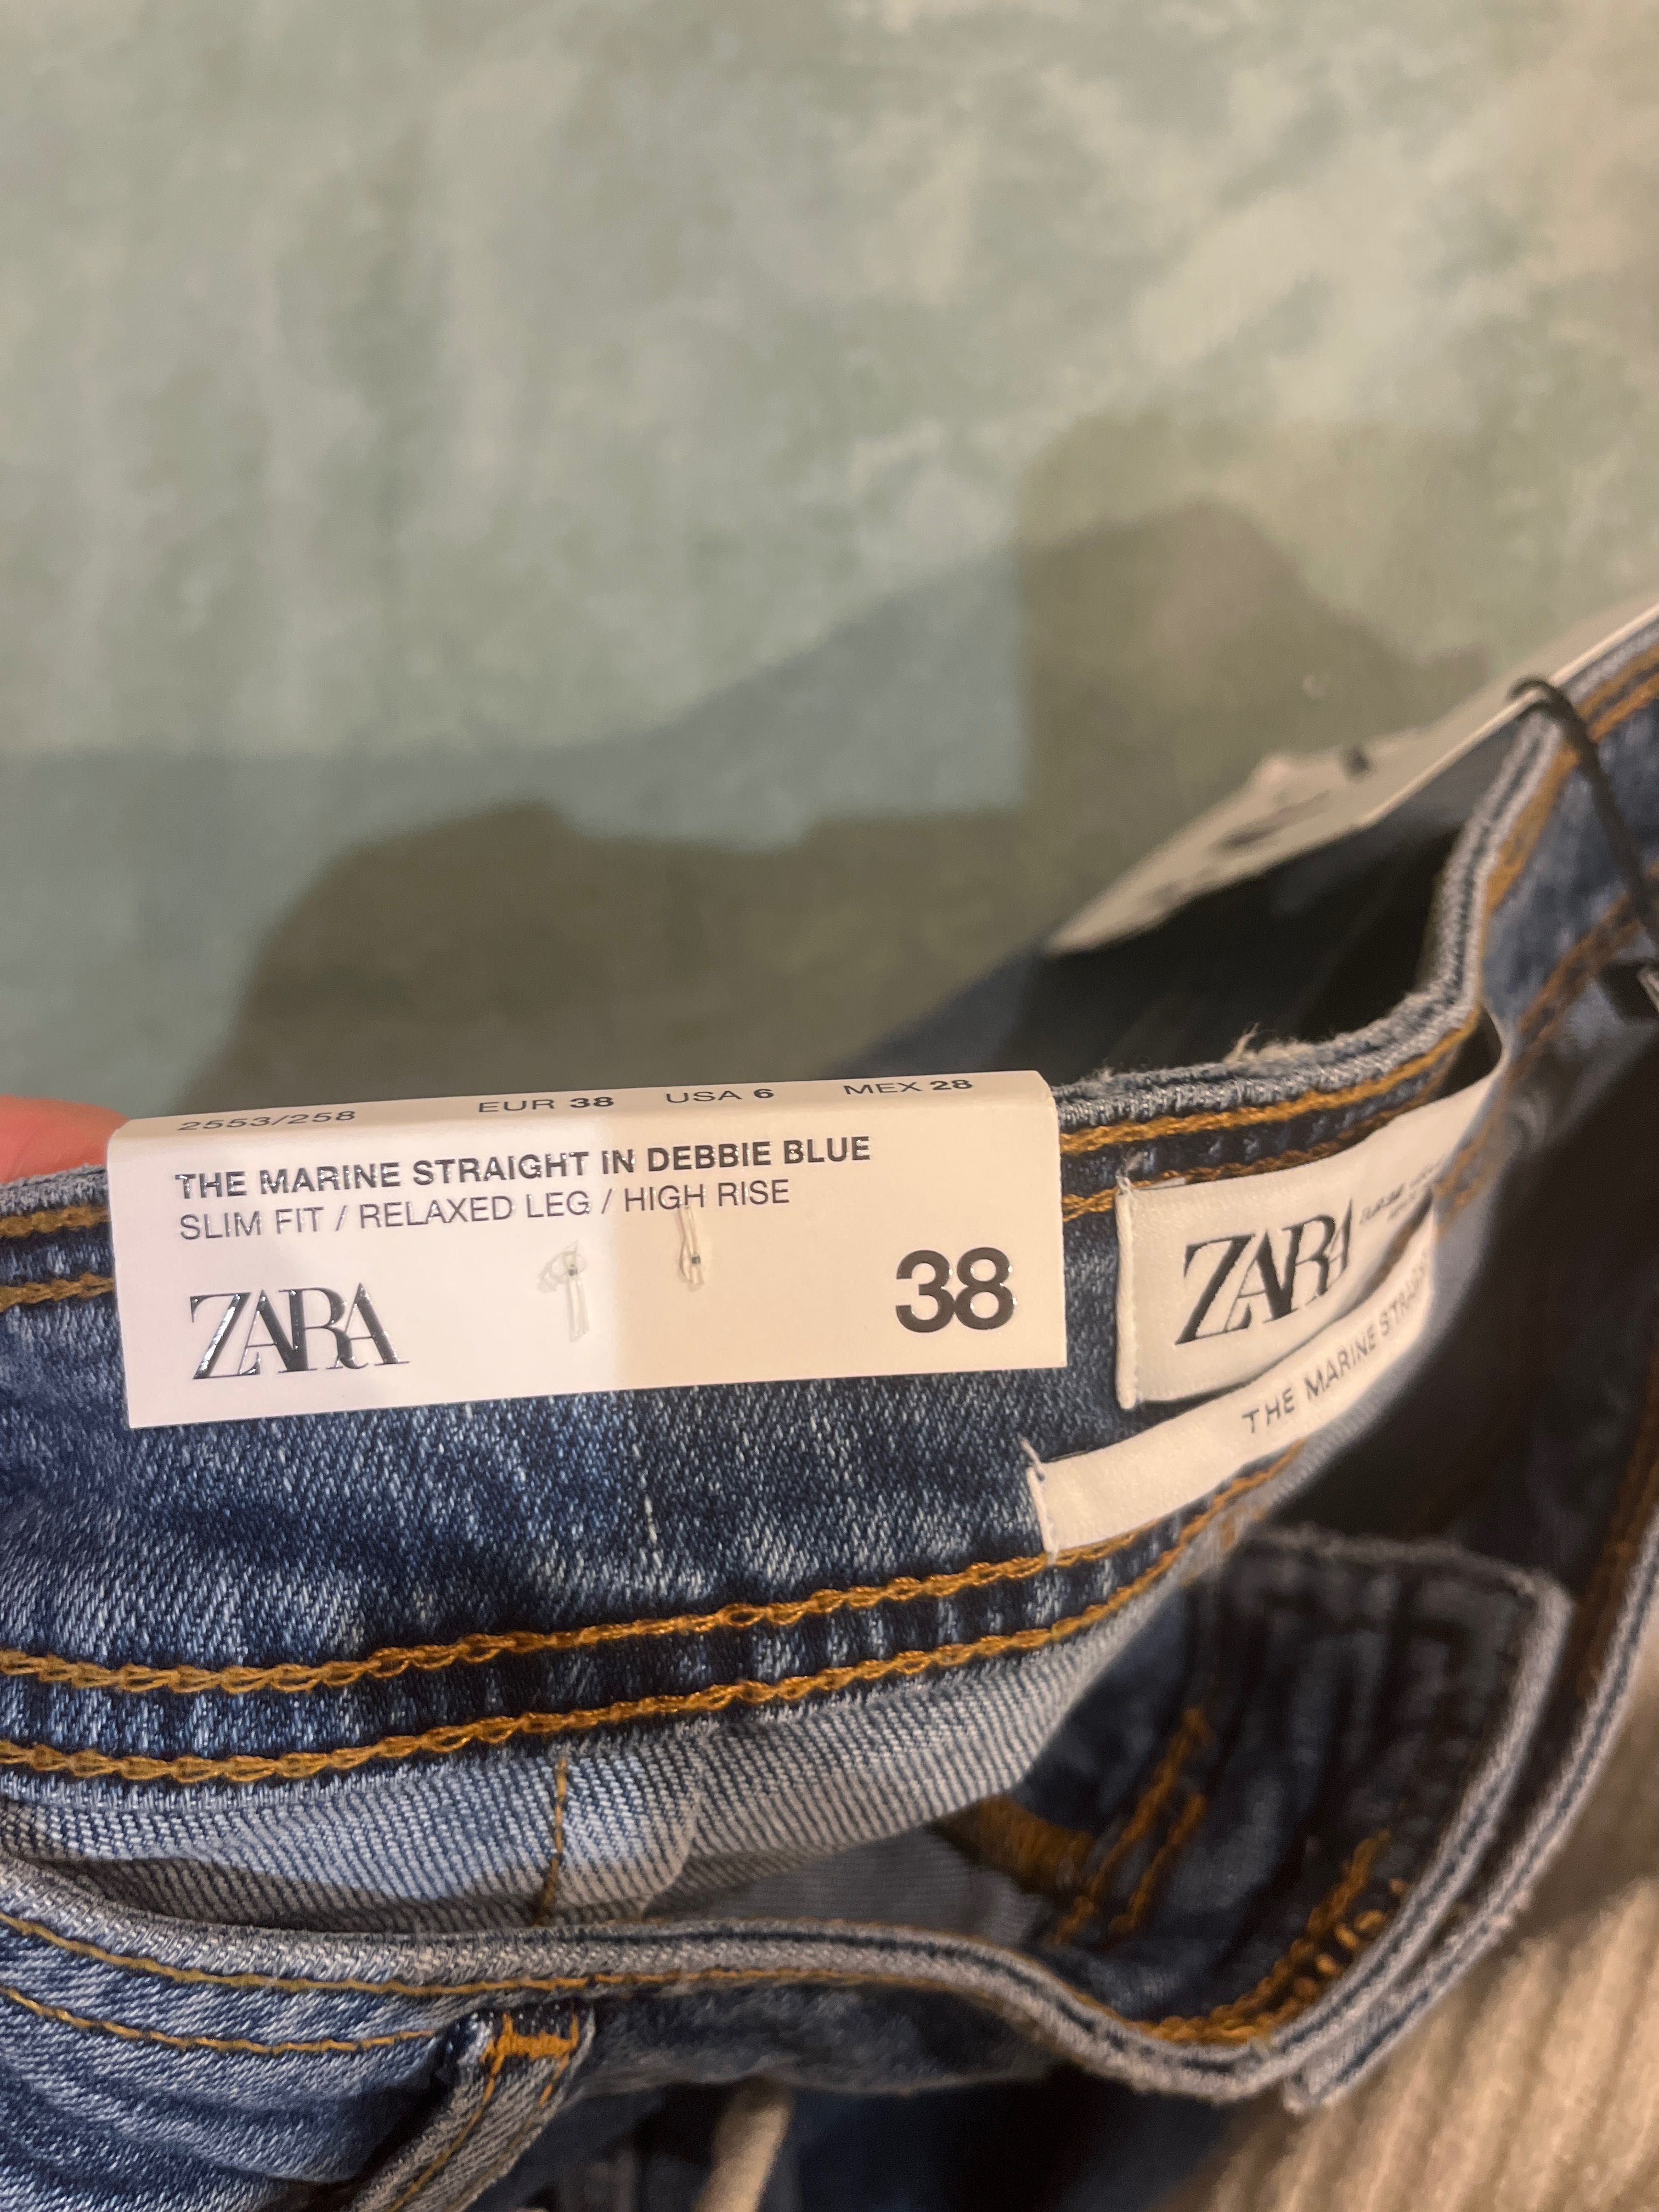 2553/258 EUR 38 USA 6 MEX 28
THE MARINE STRAIGHT IN DEBBIE BLUE
SLIM FIT / RELAXED LEG / HIGH RISE
ZARA
38
ZARA
THE MARINE STRAIGHT